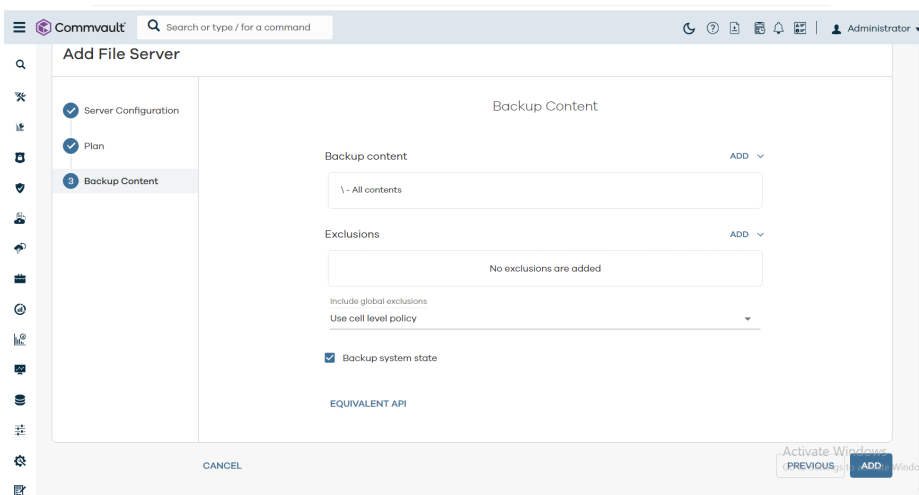 Commvault
Search or type / for a command
Administrator
Add File Server
Server Configuration
Plan
3 Backup Content
Backup Content
Backup content
ADD
\ - All contents
Exclusions
ADD
No exclusions are added
Include global exclusions
Use cell level policy
Backup system state
EQUIVALENT API
CANCEL
Activate Windows
PREVIOUS
ADD